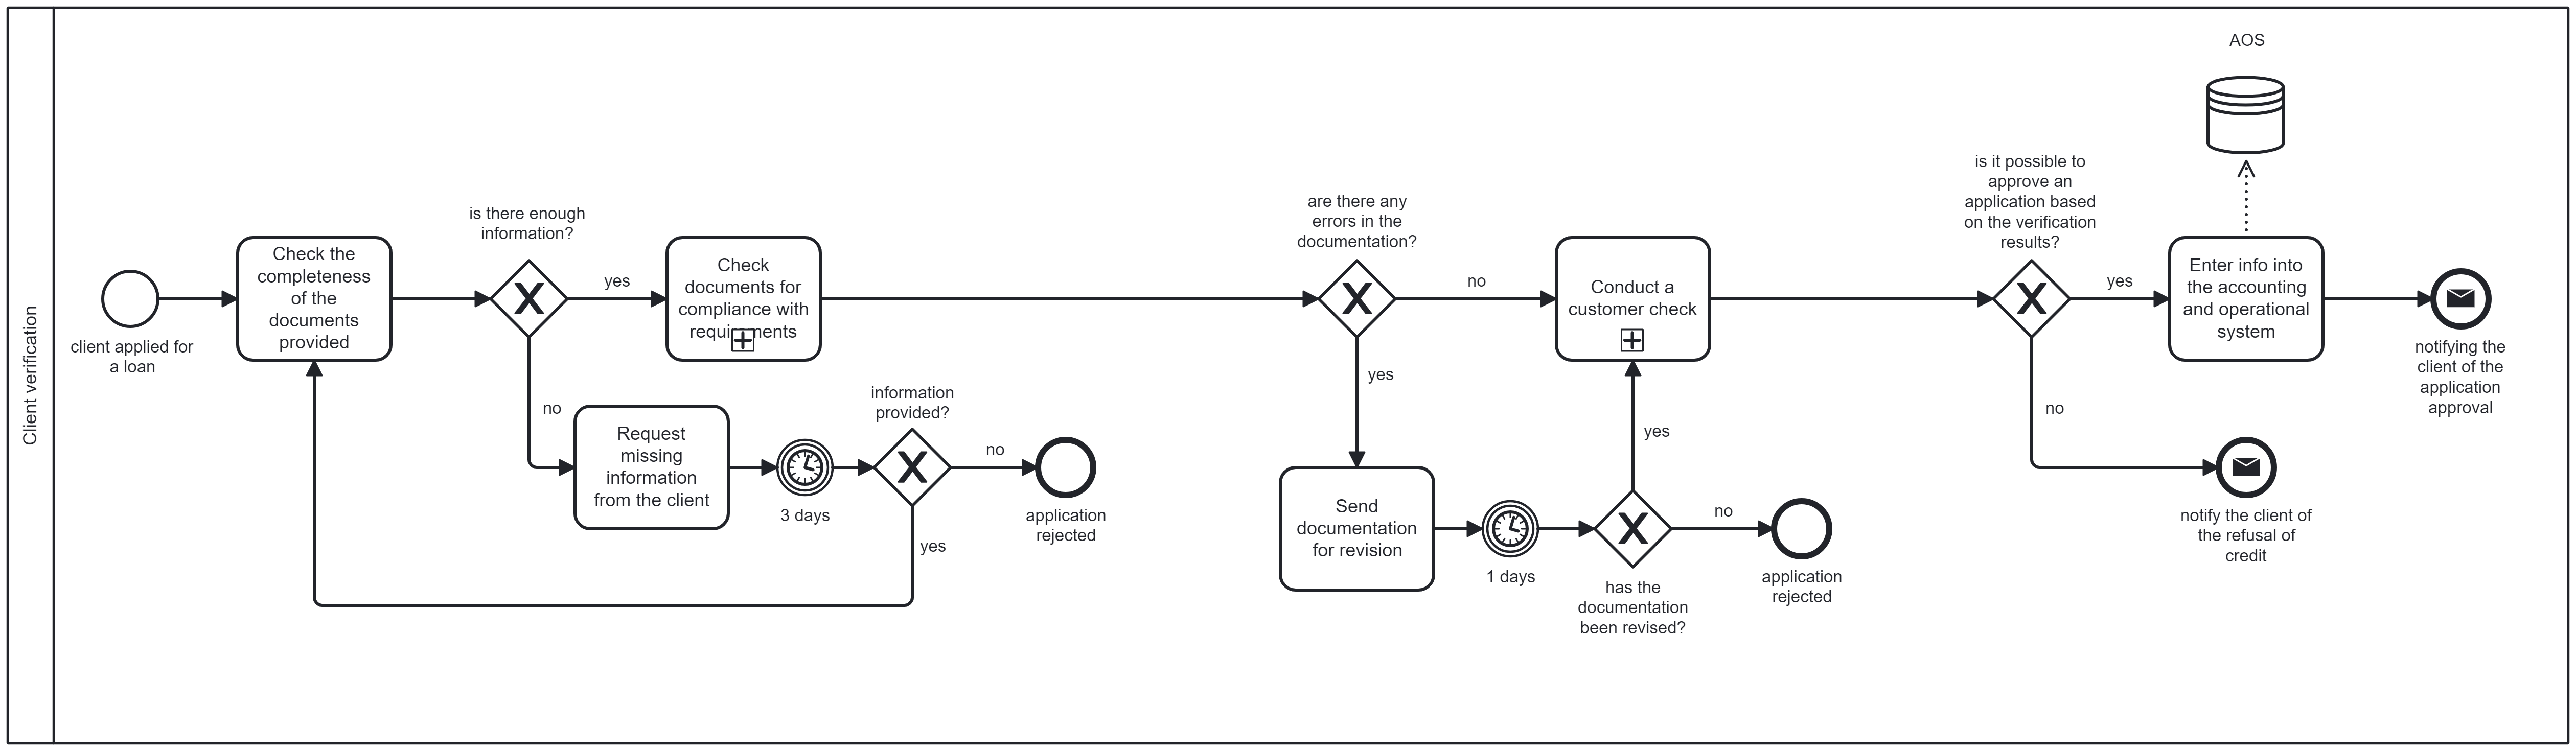 Client verification
client applied for
a loan
Check the
completeness
of the
documents
provided
is there enough
information?
yes
no
Check
documents for
compliance with
requirements
Request
missing
information
from the client
3 days
information
provided?
no
yes
application
rejected
are there any
errors in the
documentation?
no
yes
Send
documentation
for revision
1 days
has the
documentation
been revised?
yes
no
application
rejected
Conduct a
customer check
is it possible to
approve an
application based
on the verification
results?
yes
no
AOS
Enter info into
the accounting
and operational
system
notifying the
client of the
application
approval
notify the client of
the refusal of
credit